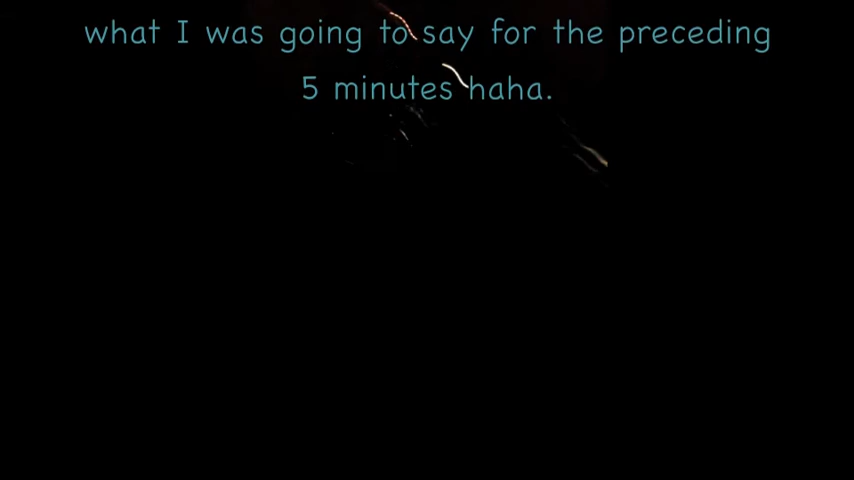 what I was going to say for the preceding
5 minutes haha.